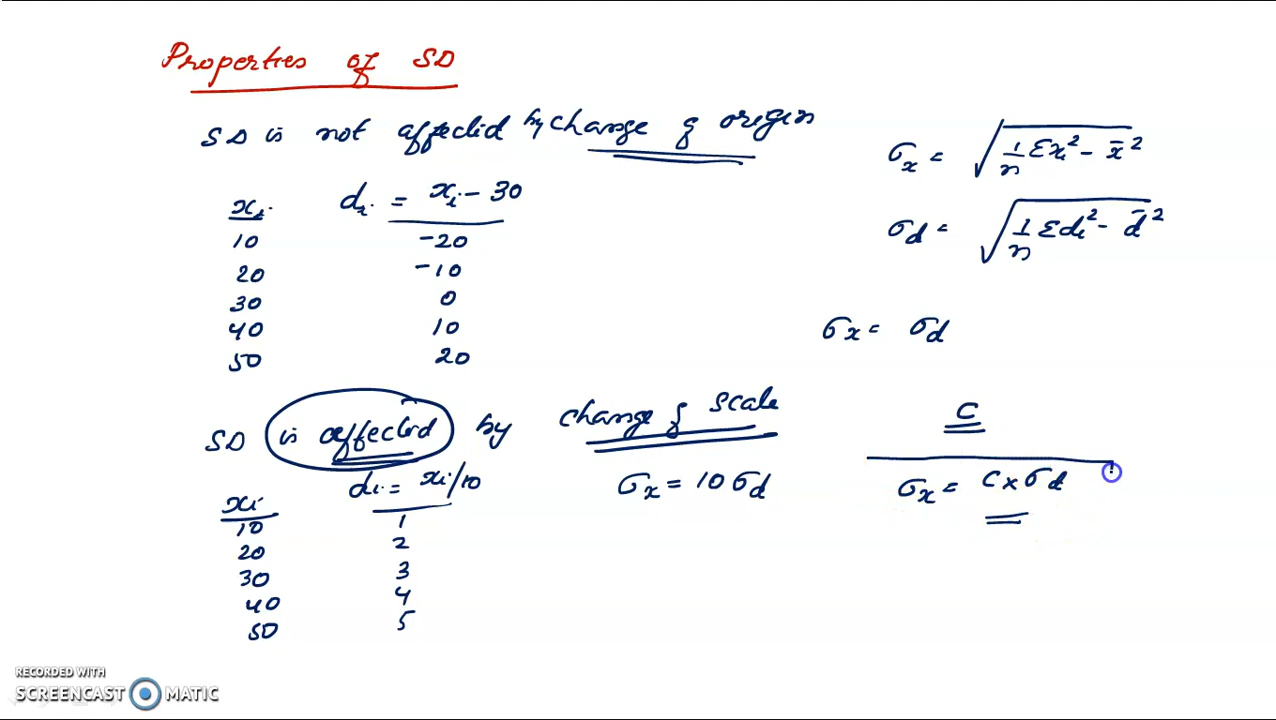 Properties of SD
SD is not affected by change of origin
xi di = xi - 30
10 -20
20 -10
30 0
40 10
50 20
σx = √(1/n Σxi² - x̄²)
σd = √(1/n Σdi² - d̄²)
σx = σd
SD is affected by change of scale
xi di = xi/10
10 1
20 2
30 3
40 4
50 5
σx = 10 σd
C
σx = C x σd
RECORDED WITH
SCREENCAST MATIC